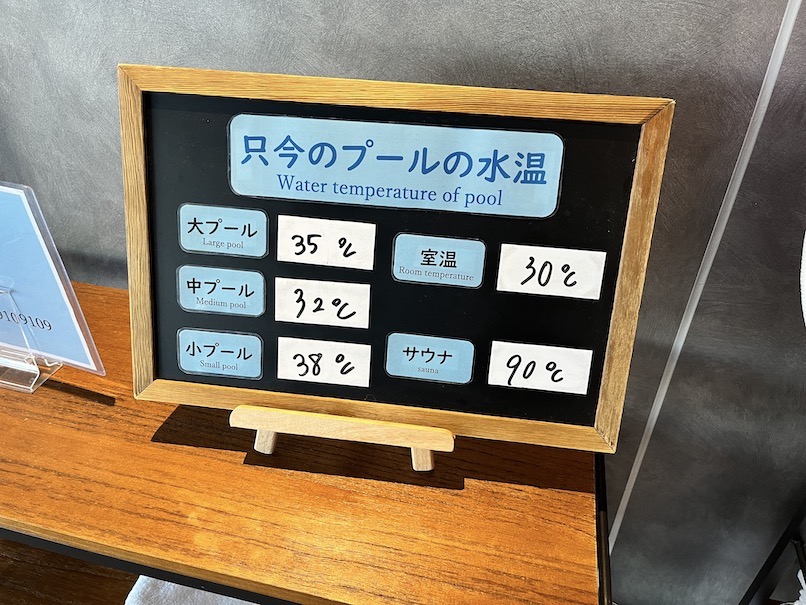 只今のプールの水温
Water temperature of pool
大プール
Large pool
35℃
中プール
Medium pool
32℃
小プール
Small pool
38℃
室温
Room temperature
30℃
サウナ
sauna
90℃